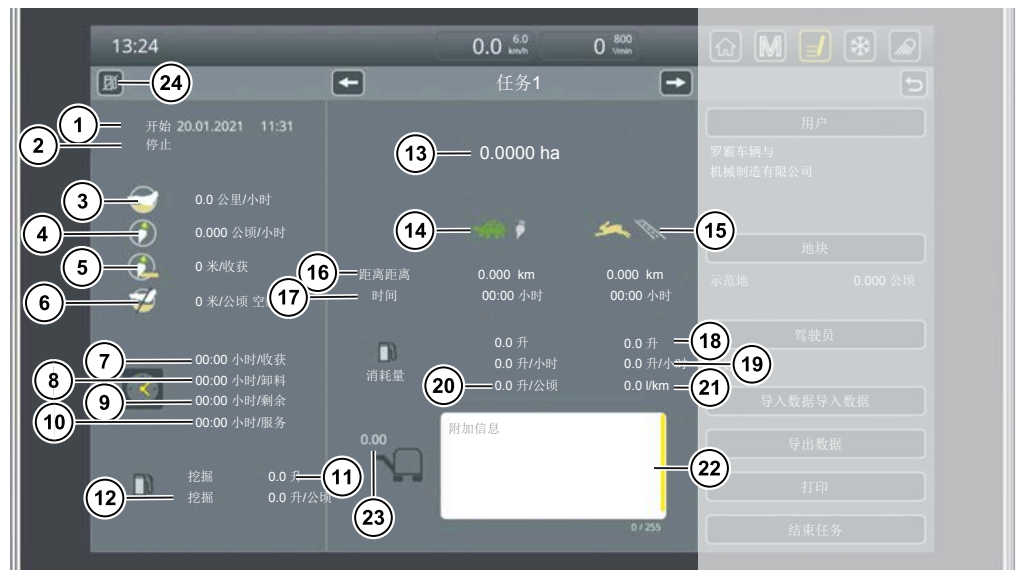 13:24
0.0 6.0 km/h
0 800 1/min
M
24
任务1
1
开始 20.01.2021 11:31
用户
2
停止
13
0.0000 ha
罗霸车辆与
机械制造有限公司
3
0.0 公里/小时
4
0.000 公顷/小时
14
15
地块
5
0 米/收获
16
距离距离
0.000 km
0.000 km
示范地
0.000 公顷
6
0 米/公顷 空
17
时间
00:00 小时
00:00 小时
驾驶员
0.0 升
0.0 升
18
7
00:00 小时/收获
0.0 升/小时
0.0 升/小时
19
8
00:00 小时/卸料
消耗量
20
0.0 升/公顷
0.0 l/km
21
9
00:00 小时/剩余
导入数据导入数据
10
00:00 小时/服务
附加信息
0.00
导出数据
22
挖掘
0.0 升
11
打印
12
挖掘
0.0 升/公顷
23
0 / 255
结束任务